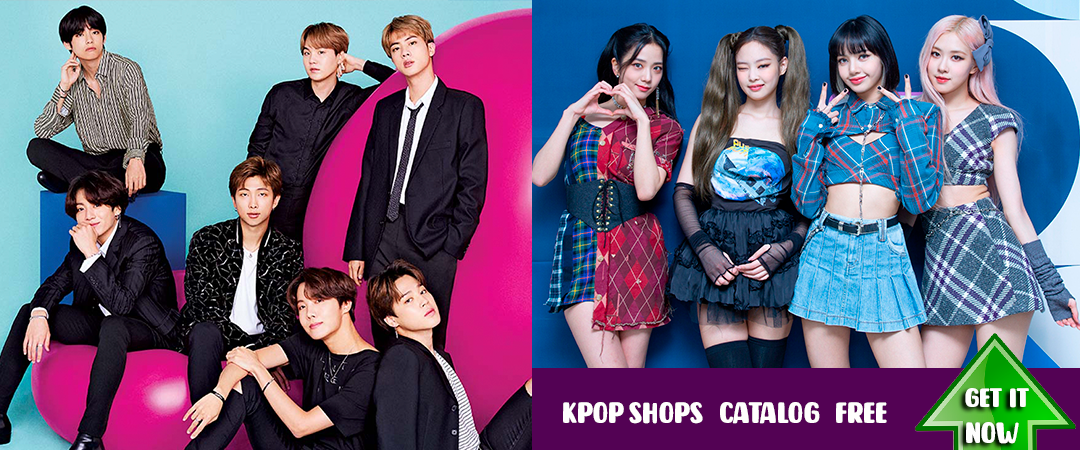 KPOP SHOPS CATALOG FREE
GET IT
NOW